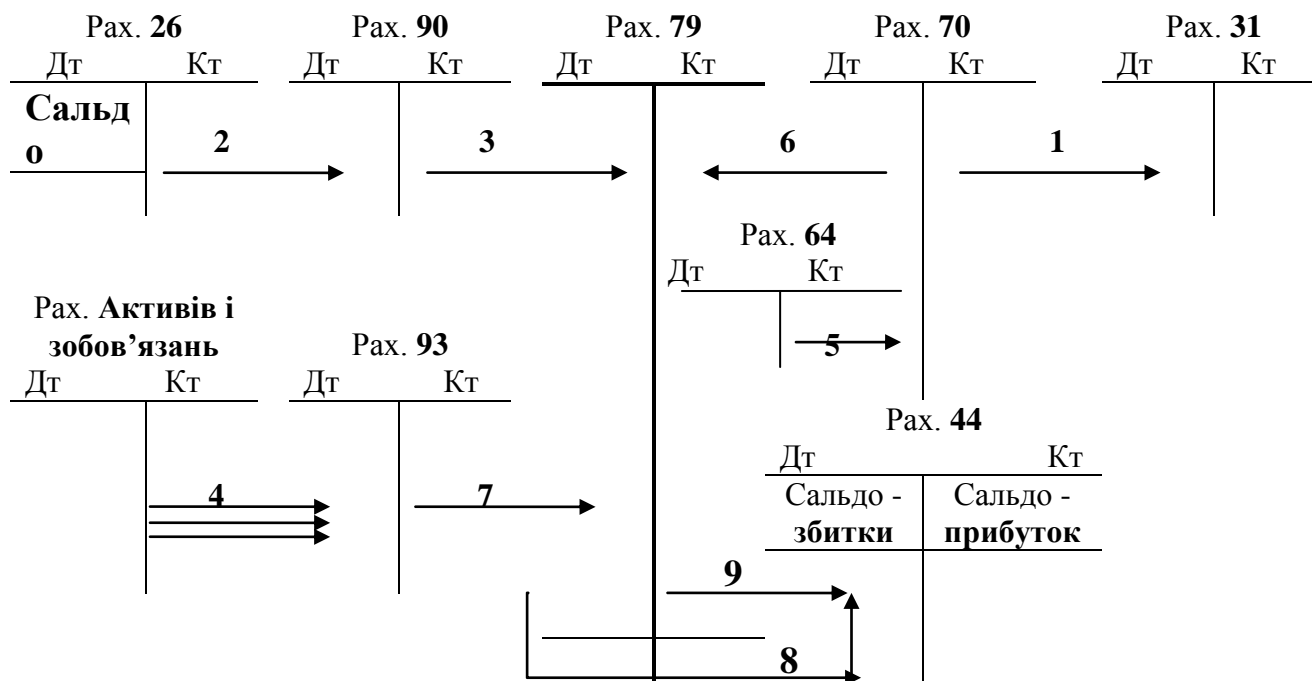 Рах. 26 Рах. 90 Рах. 79 Рах. 70 Рах. 31
Дт Кт Дт Кт Дт Кт Дт Кт Дт Кт
Сальд
о
2 3 6 1
Рах. 64
Дт Кт
5
Рах. Активів і
зобов’язань
Рах. 93
Дт Кт Дт Кт
Рах. 44
Дт Кт
Сальдо - Сальдо -
збитки прибуток
4 7
9
8